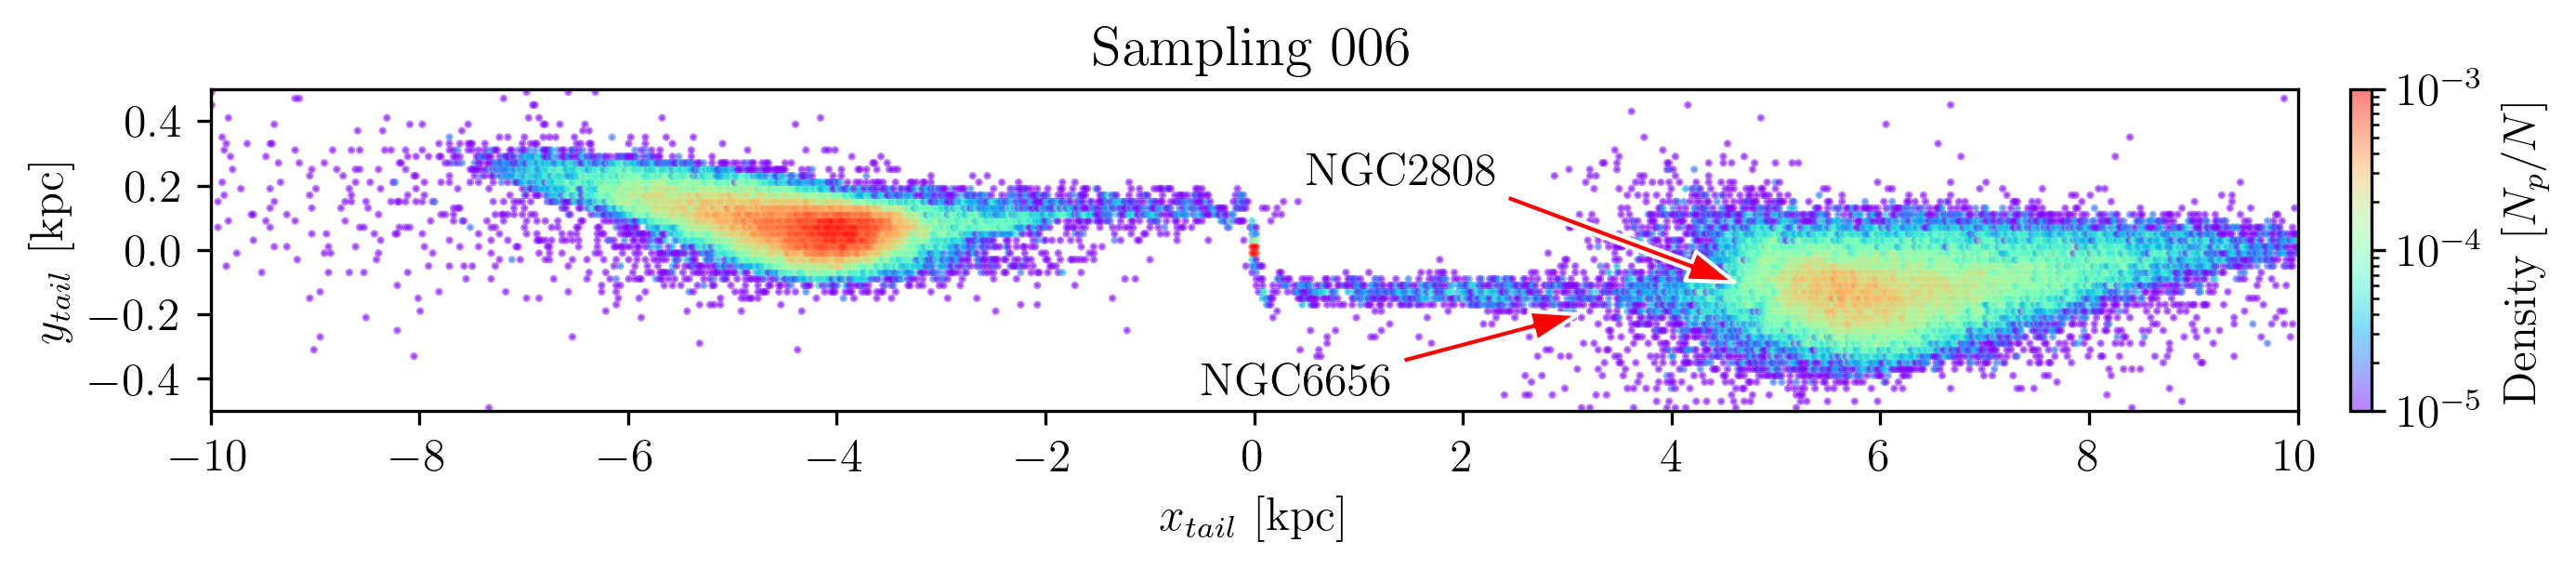 Sampling 006
0.4
0.2
0.0
−0.2
−0.4
y_tail [kpc]
NGC2808
NGC6656
−10 −8 −6 −4 −2 0 2 4 6 8 10
x_tail [kpc]
10⁻³
10⁻⁴
10⁻⁵
Density [N_p/N]